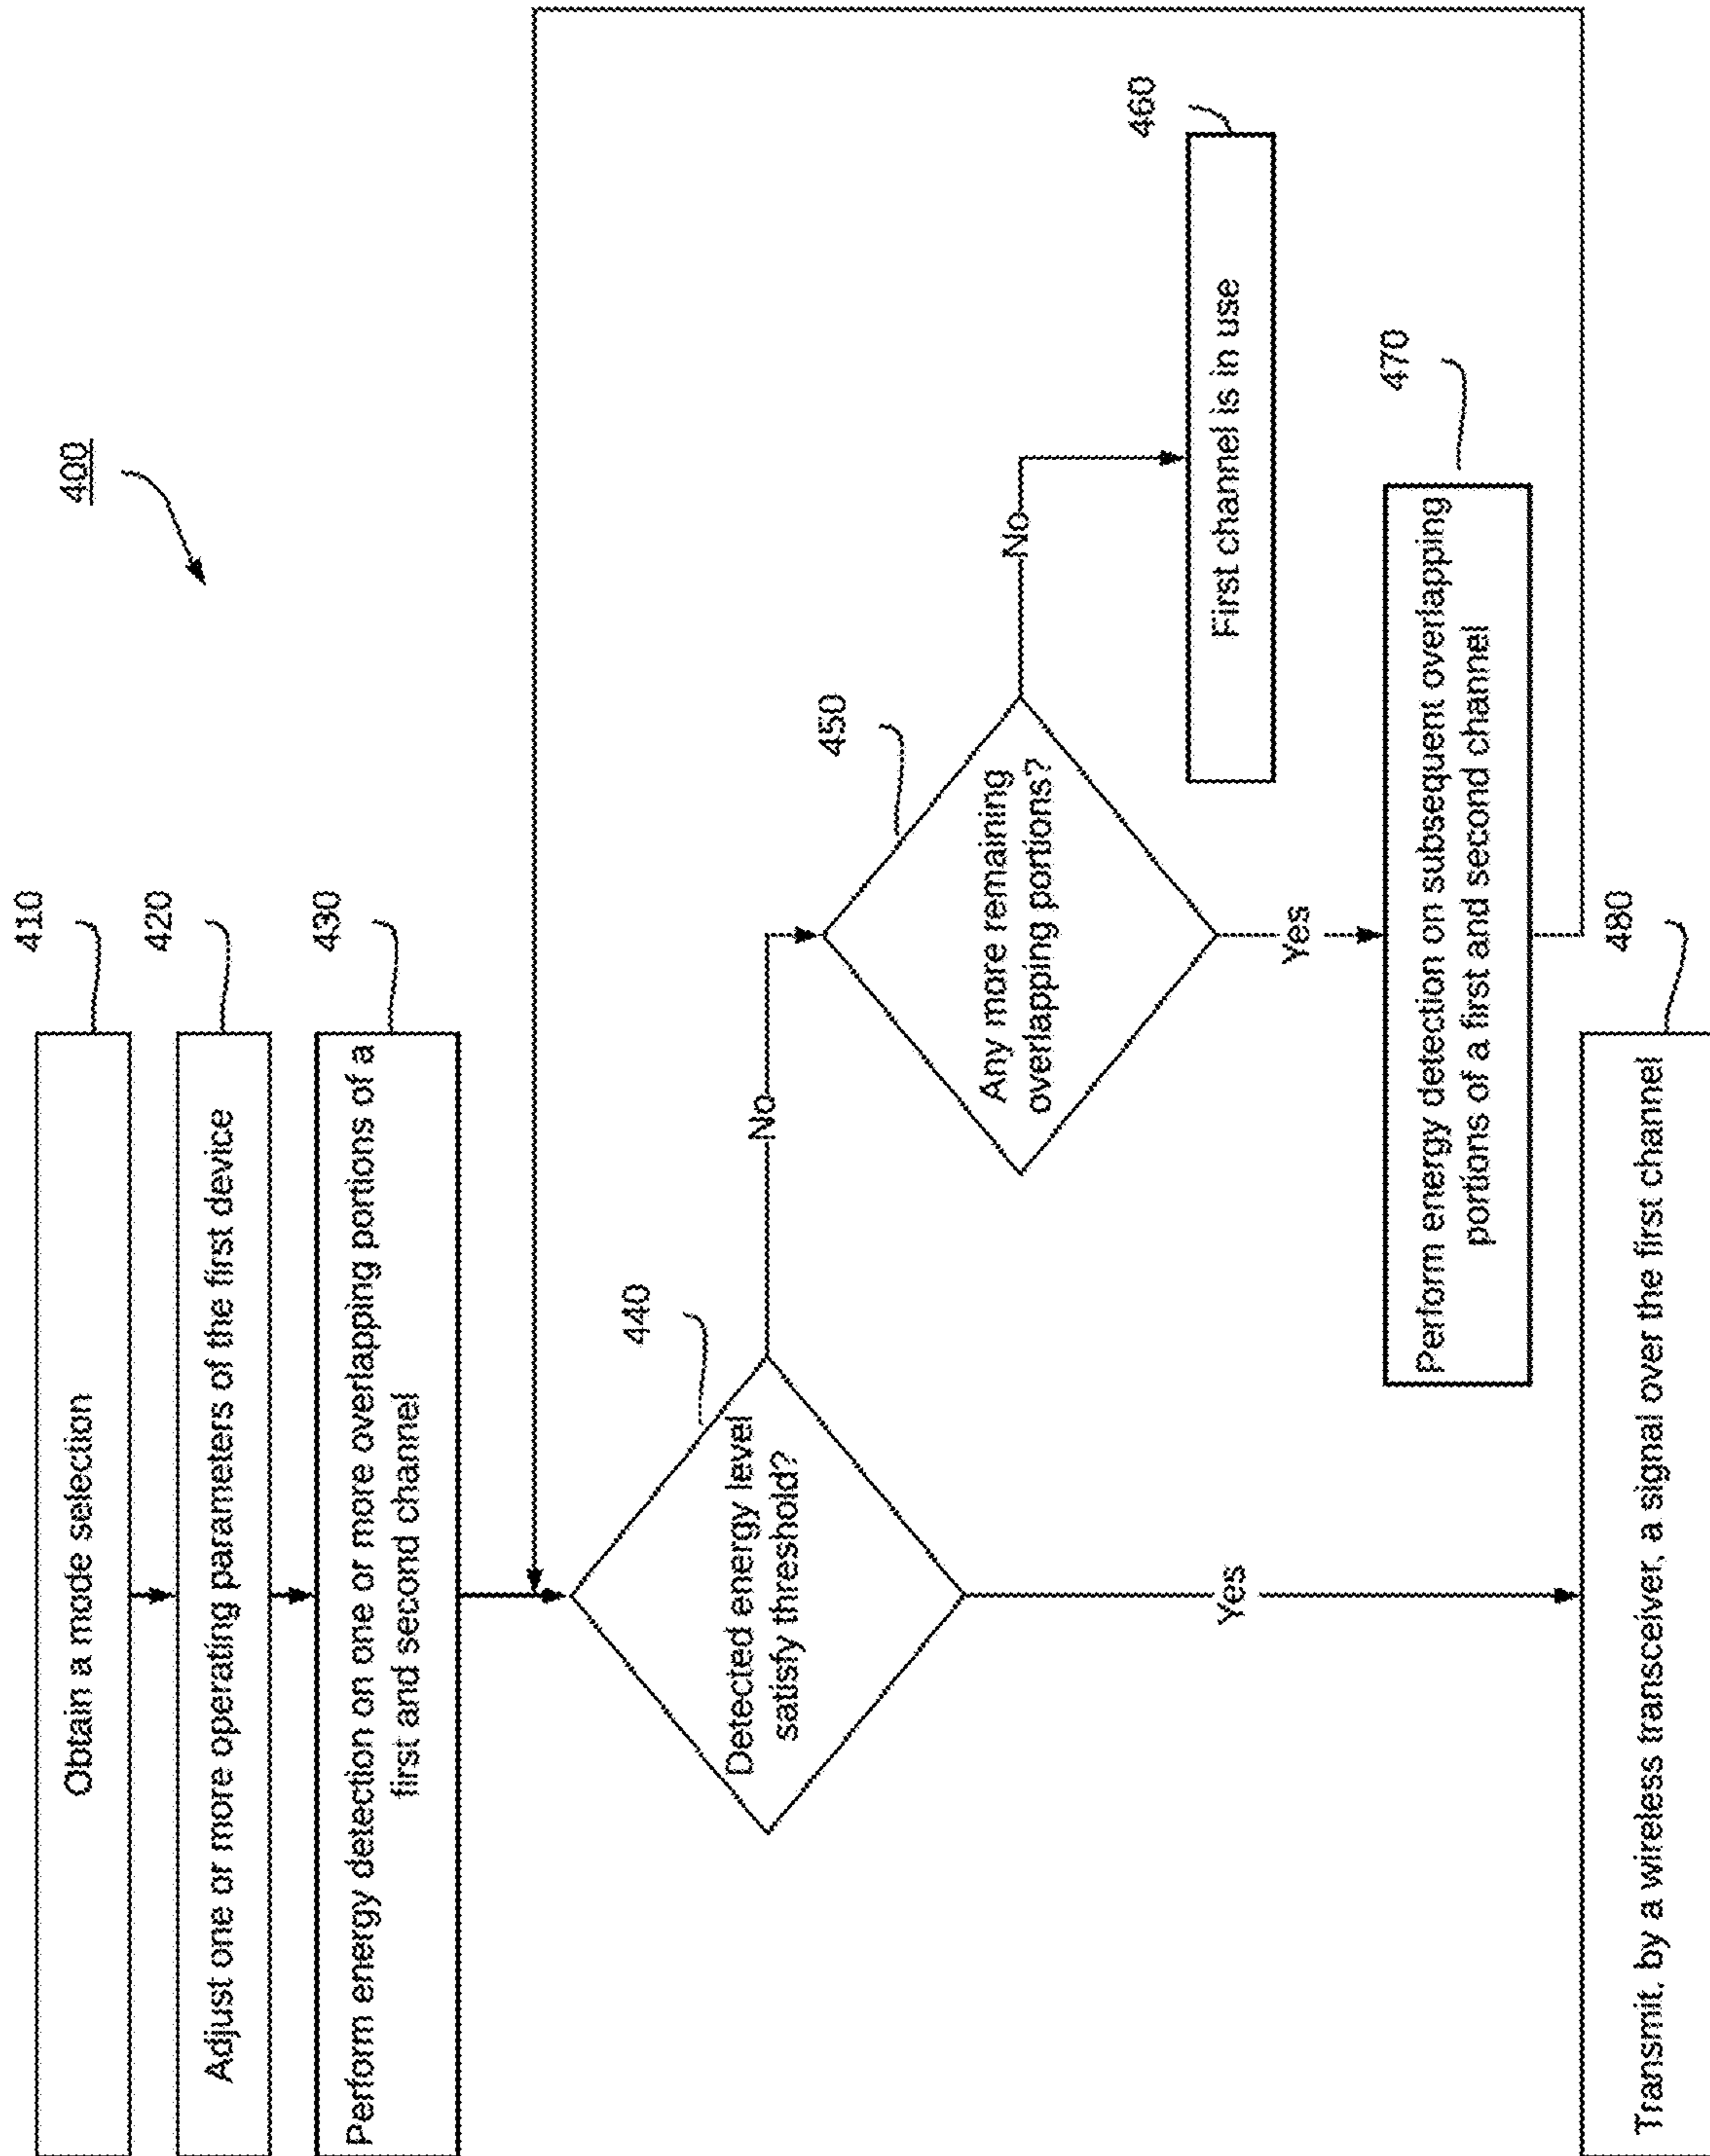 400
410
Obtain a mode selection
420
Adjust one or more operating parameters of the first device
430
Perform energy detection on one or more overlapping portions of a
first and second channel
440
Detected energy level
satisfy threshold?
No
450
Any more remaining
overlapping portions?
No
460
First channel is in use
Yes
470
Perform energy detection on subsequent overlapping
portions of a first and second channel
Yes
480
Transmit, by a wireless transceiver, a signal over the first channel